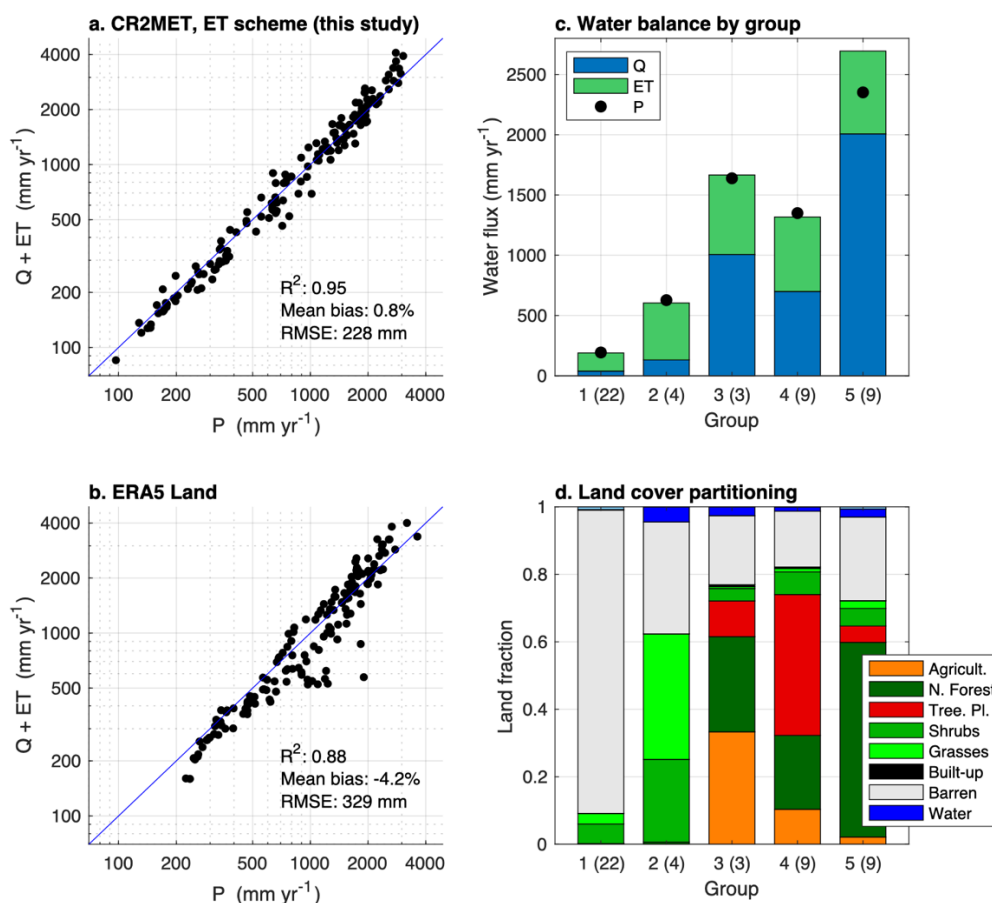 a. CR2MET, ET scheme (this study)
4000
2000
1000
500
200
100
Q + ET (mm yr⁻¹)
R²: 0.95
Mean bias: 0.8%
RMSE: 228 mm
100 200 500 1000 2000 4000
P (mm yr⁻¹)
c. Water balance by group
Q
ET
P
2500
2000
1500
1000
500
0
Water flux (mm yr⁻¹)
1 (22) 2 (4) 3 (3) 4 (9) 5 (9)
Group
b. ERA5 Land
4000
2000
1000
500
200
100
Q + ET (mm yr⁻¹)
R²: 0.88
Mean bias: -4.2%
RMSE: 329 mm
100 200 500 1000 2000 4000
P (mm yr⁻¹)
d. Land cover partitioning
1
0.8
0.6
0.4
0.2
0
Land fraction
Agricult.
N. Forest
Tree. Pl.
Shrubs
Grasses
Built-up
Barren
Water
1 (22) 2 (4) 3 (3) 4 (9) 5 (9)
Group